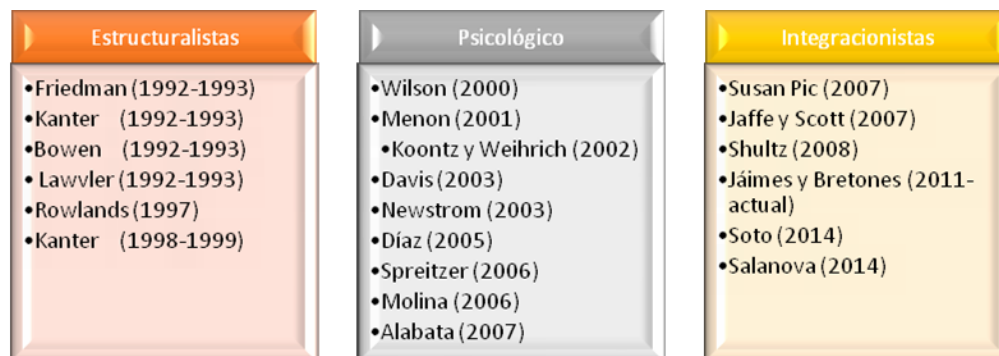 Estructuralistas
•Friedman (1992-1993)
•Kanter (1992-1993)
•Bowen (1992-1993)
• Lawvler (1992-1993)
•Rowlands (1997)
•Kanter (1998-1999)
Psicológico
•Wilson (2000)
•Menon (2001)
•Koontz y Weihrich (2002)
•Davis (2003)
•Newstrom (2003)
•Díaz (2005)
•Spreitzer (2006)
•Molina (2006)
•Alabata (2007)
Integracionistas
•Susan Pic (2007)
•Jaffe y Scott (2007)
•Shultz (2008)
•Jáimes y Bretones (2011-
actual)
•Soto (2014)
•Salanova (2014)